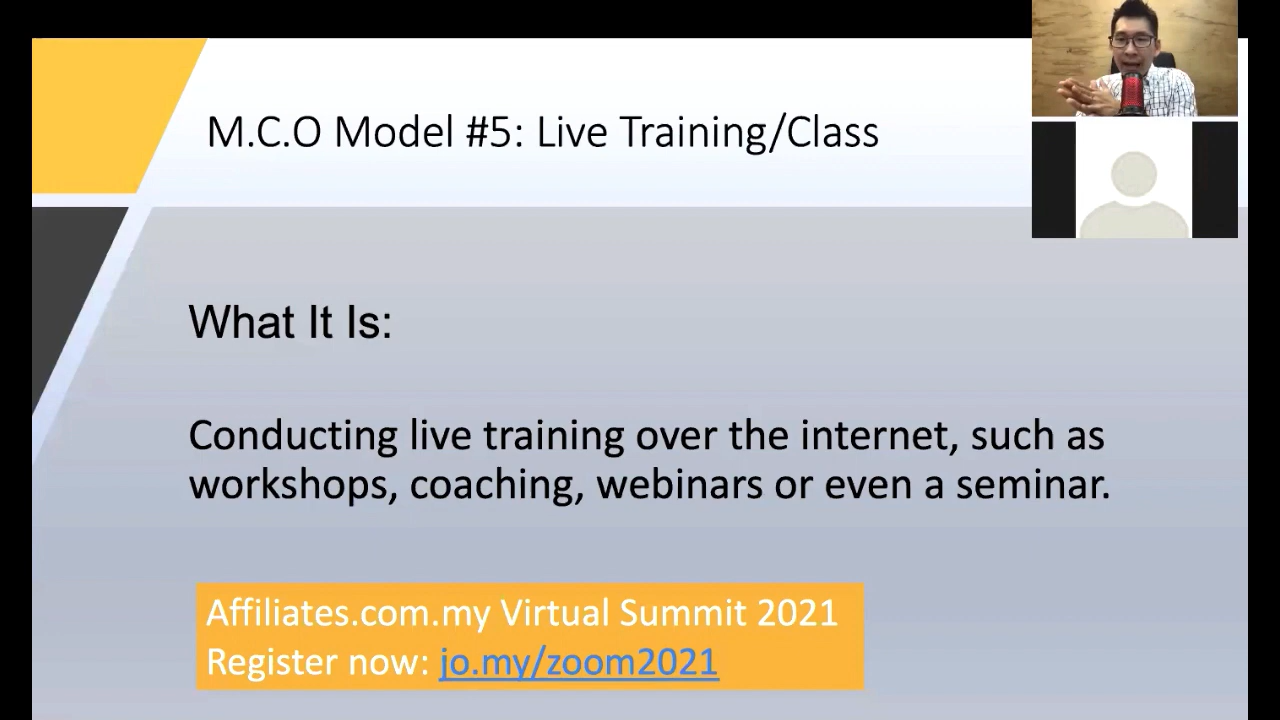 M.C.O Model #5: Live Training/Class
What It Is:
Conducting live training over the internet, such as
workshops, coaching, webinars or even a seminar.
Affiliates.com.my Virtual Summit 2021
Register now: jo.my/zoom2021